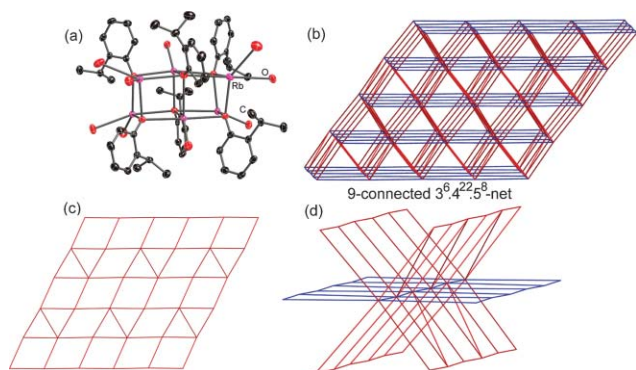 (a)
O
Rb
C
(b)
9-connected 3⁶.4²².5⁸-net
(c)
(d)